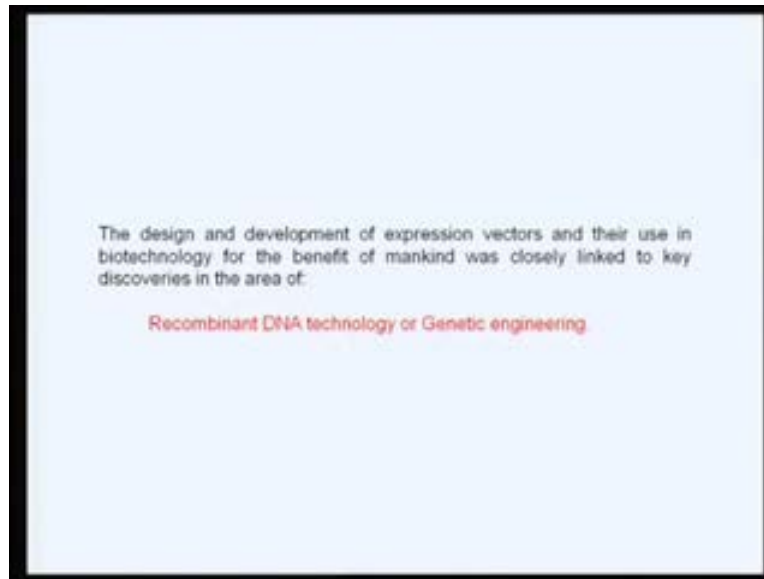 The design and development of expression vectors and their use in
biotechnology for the benefit of mankind was closely linked to key
discoveries in the area of:
Recombinant DNA technology or Genetic engineering.